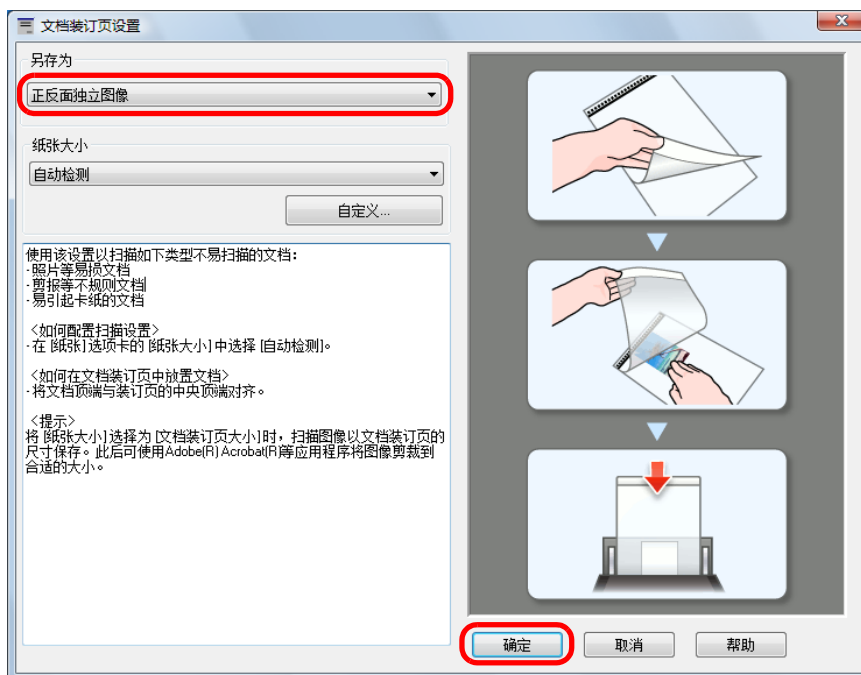 文档装订页设置
另存为
正反面独立图像
纸张大小
自动检测
自定义...
使用该设置以扫描如下类型不易扫描的文档：
·照片等易损文档
·剪报等不规则文档
·易引起卡纸的文档
<如何配置扫描设置>
·在 [纸张] 选项卡的 [纸张大小] 中选择 [自动检测]。
<如何在文档装订页中放置文档>
·将文档顶端与装订页的中央顶端对齐。
<提示>
将 [纸张大小] 选择为 [文档装订页大小] 时，扫描图像以文档装订页的
尺寸保存。此后可使用Adobe(R) Acrobat(R)等应用程序将图像剪裁到
合适的大小。
确定
取消
帮助